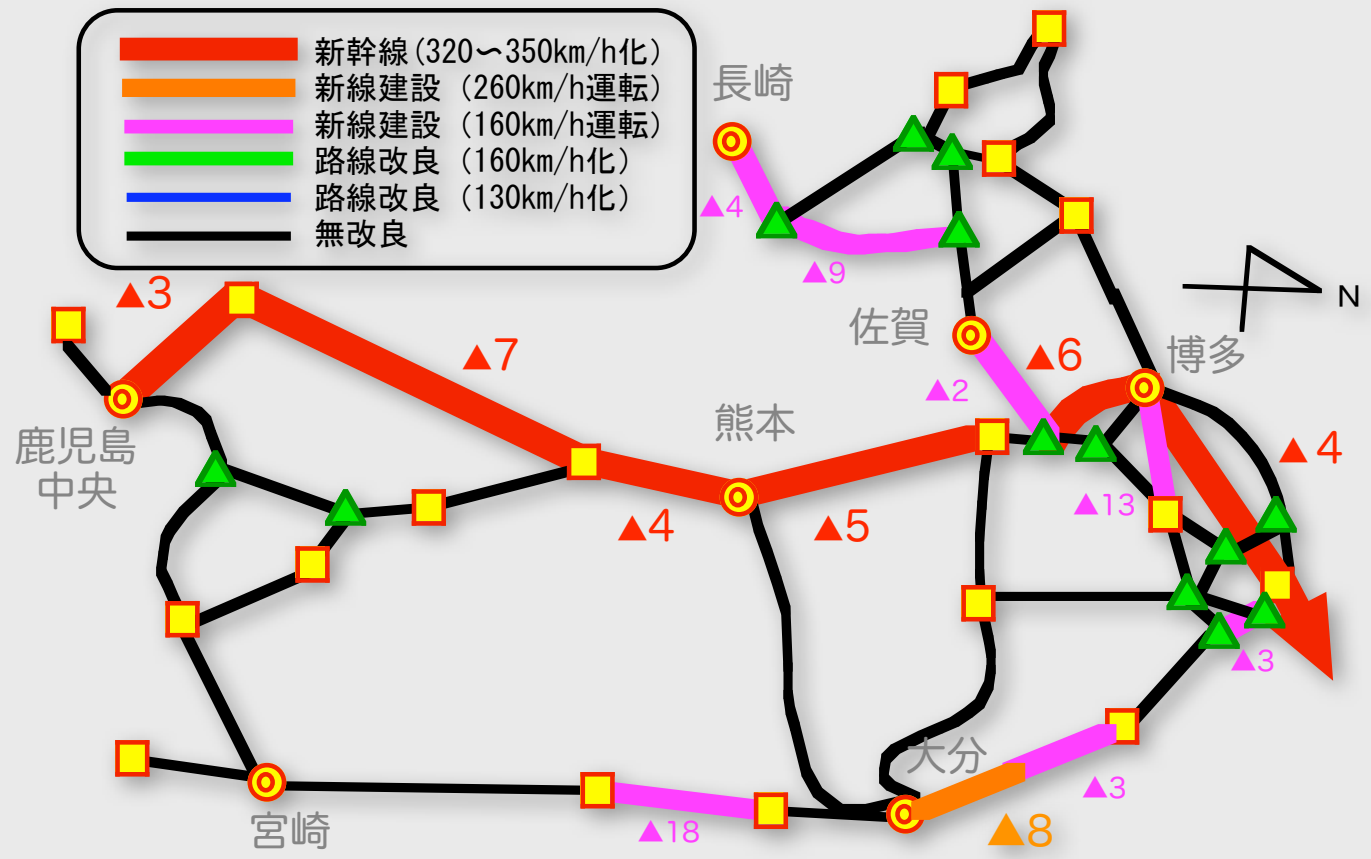 新幹線(320〜350km/h化)
新線建設 (260km/h運転)
新線建設 (160km/h運転)
路線改良 (160km/h化)
路線改良 (130km/h化)
無改良
長崎
▲4
▲9
N
▲3
佐賀
▲6
博多
▲7
▲2
熊本
鹿児島
中央
▲4
▲13
▲4
▲5
▲3
大分
▲3
宮崎
▲18
▲8